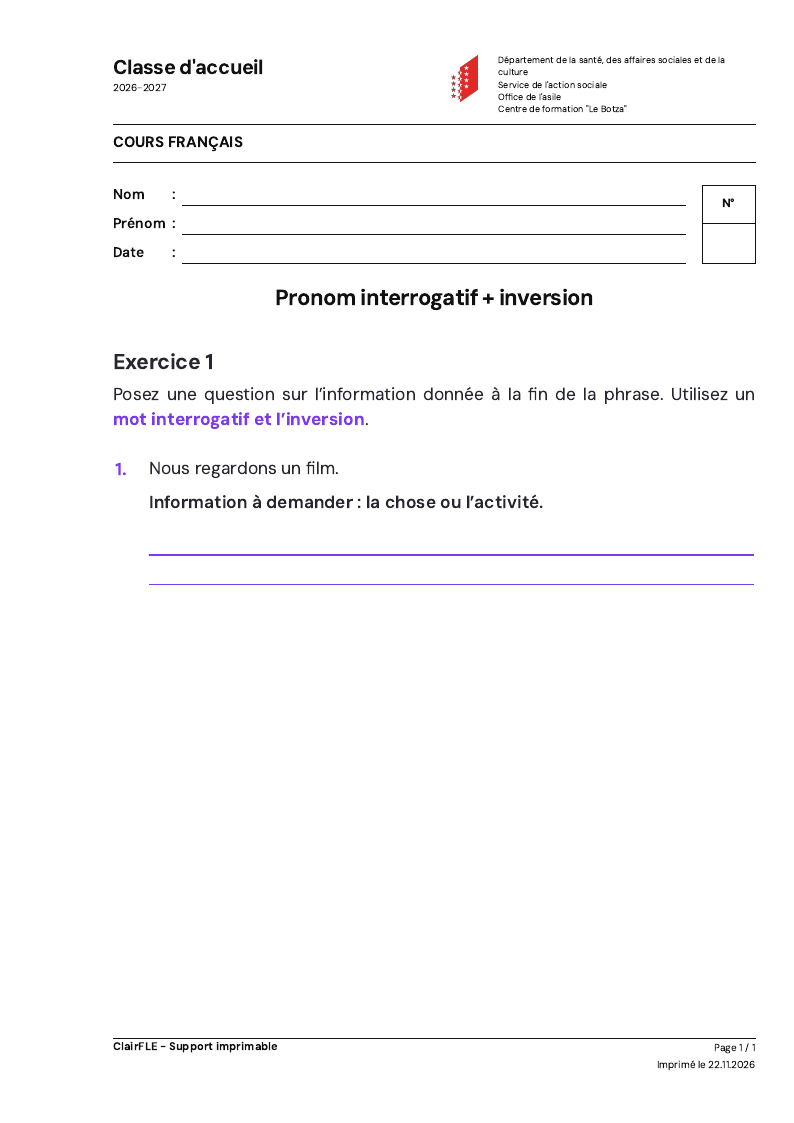 Classe d'accueil
2026-2027
Département de la santé, des affaires sociales et de la
culture
Service de l'action sociale
Office de l'asile
Centre de formation "Le Botza"
COURS FRANÇAIS
Nom :
Prénom :
Date :
N°
Pronom interrogatif + inversion
Exercice 1
Posez une question sur l’information donnée à la fin de la phrase. Utilisez un
mot interrogatif et l’inversion.
1. Nous regardons un film.
Information à demander : la chose ou l’activité.
ClairFLE - Support imprimable
Page 1 / 1
Imprimé le 22.11.2026